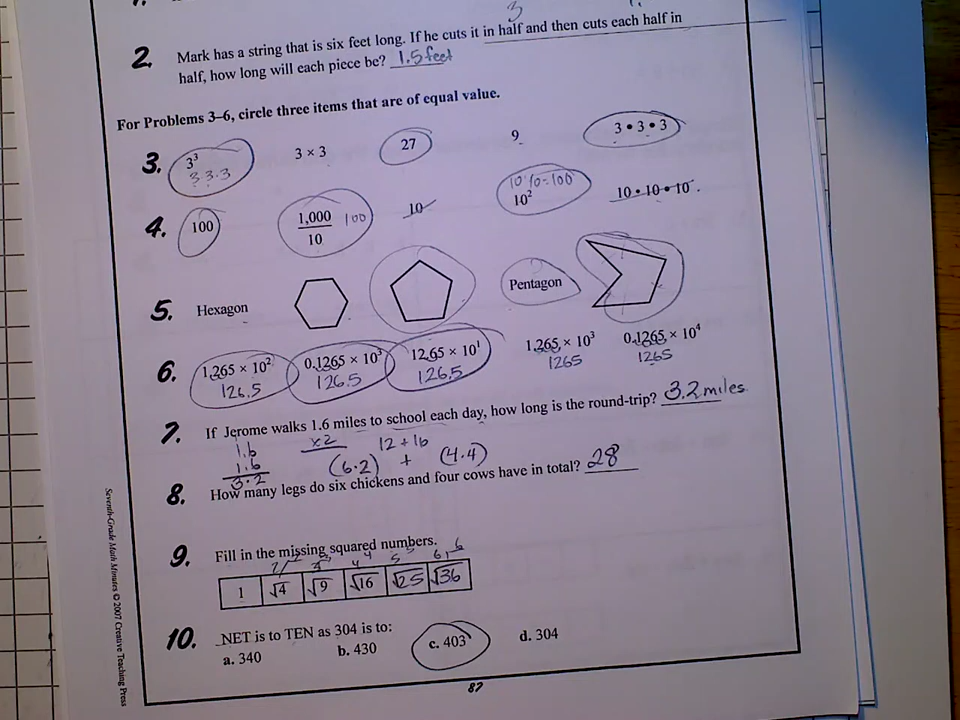 3
2. Mark has a string that is six feet long. If he cuts it in half and then cuts each half in
half, how long will each piece be? 1.5 feet
For Problems 3–6, circle three items that are of equal value.
3. 3³ 3 × 3 27 9 3 • 3 • 3
3·3·3
4. 100 1,000/10 100 10 10² 10 • 10 • 10
10·10=100
5. Hexagon Pentagon
6. 1.265 × 10² 0.1265 × 10³ 12.65 × 10¹ 1.265 × 10³ 0.1265 × 10⁴
126.5 126.5 126.5 1265 1265
7. If Jerome walks 1.6 miles to school each day, how long is the round-trip? 3.2 miles
1.6 x2 12 + 16
1.6 (6·2) + (4·4)
3.2
8. How many legs do six chickens and four cows have in total? 28
9. Fill in the missing squared numbers.
1 √4 √9 √16 √25 √36
10. NET is to TEN as 304 is to:
a. 340 b. 430 c. 403 d. 304
87
Seventh-Grade Math Minutes © 2007 Creative Teaching Press